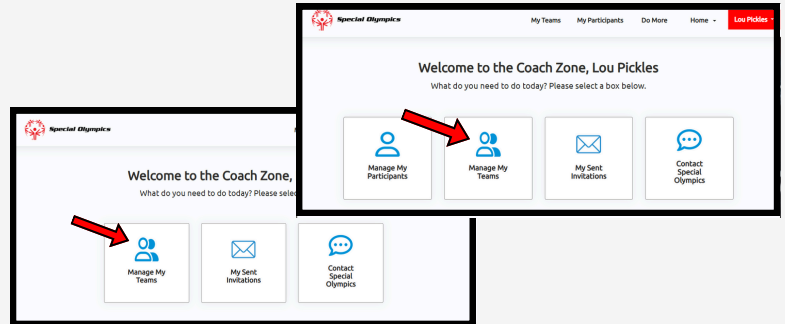 Special Olympics
My Teams My Participants Do More Home Lou Pickles
Welcome to the Coach Zone, Lou Pickles
What do you need to do today? Please select a box below.
Manage My
Participants
Manage My
Teams
My Sent
Invitations
Contact
Special
Olympics
Special Olympics
Welcome to the Coach Zone,
What do you need to do today? Please selec
Manage My
Teams
My Sent
Invitations
Contact
Special
Olympics